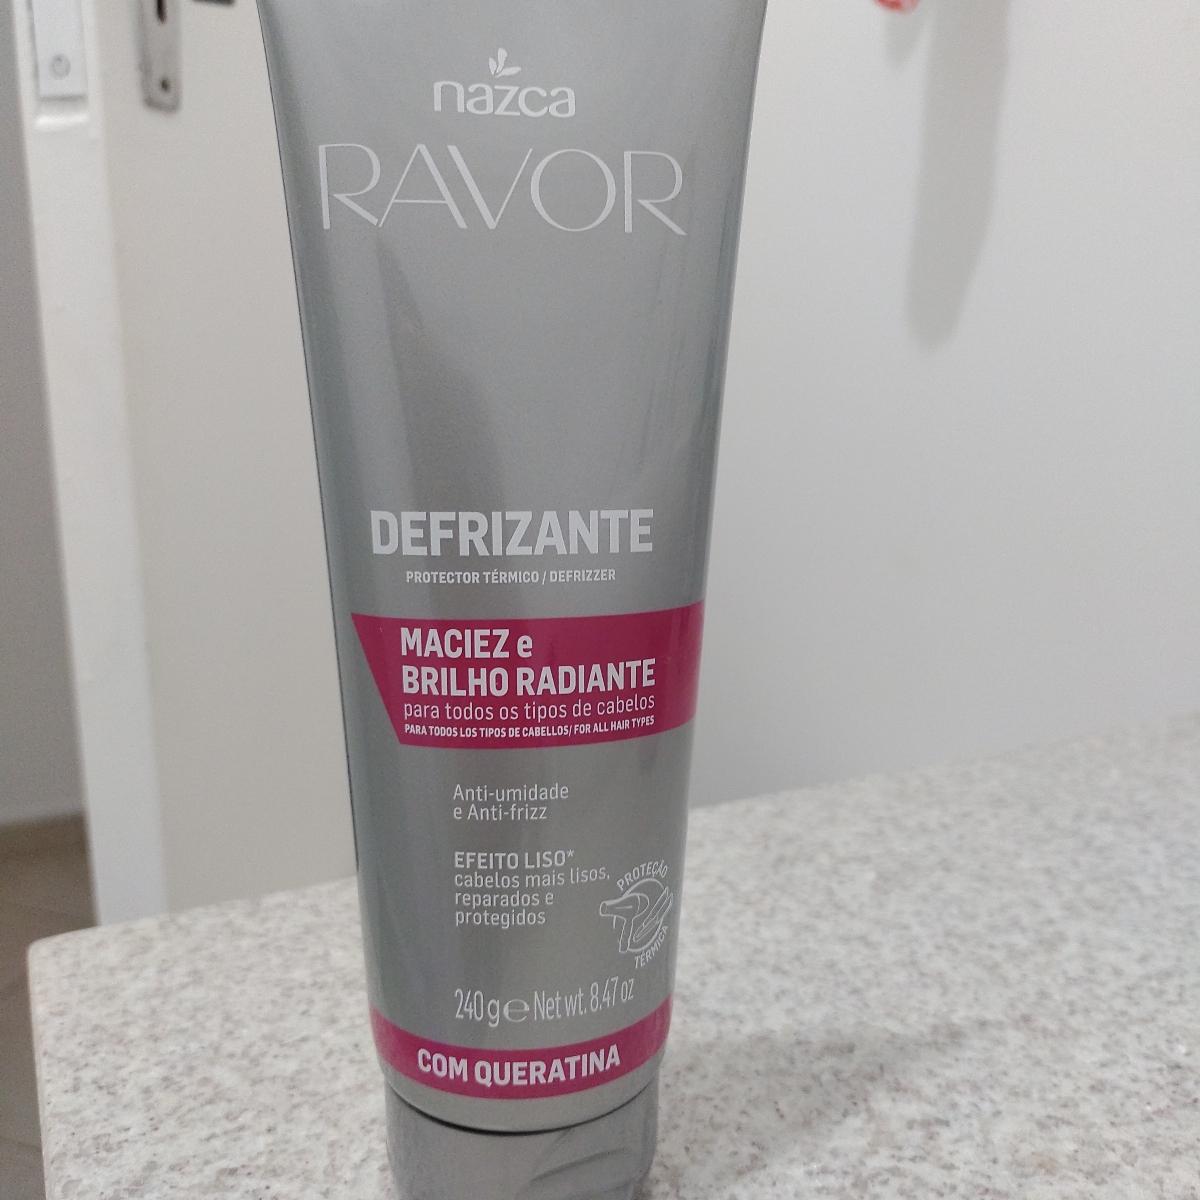 nazca
RAVOR
DEFRIZANTE
PROTECTOR TÉRMICO / DEFRIZZER
MACIEZ e
BRILHO RADIANTE
para todos os tipos de cabelos
PARA TODOS LOS TIPOS DE CABELLOS/ FOR ALL HAIR TYPES
Anti-umidade
e Anti-frizz
EFEITO LISO*
cabelos mais lisos,
reparados e
protegidos
PROTEÇÃO
TÉRMICA
240 g ℮ Net wt. 8.47 oz
COM QUERATINA